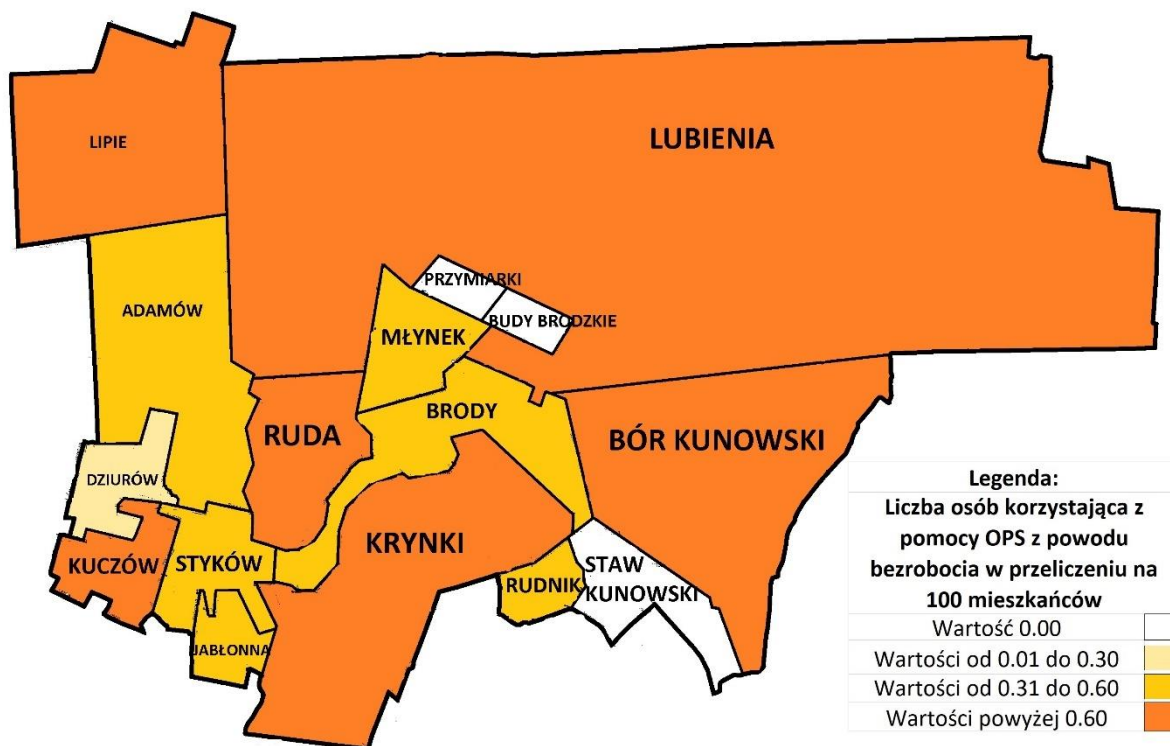 LIPIE
LUBIENIA
PRZYMIARKI
ADAMÓW
BUDY BRODZKIE
MŁYNEK
BRODY
RUDA
BÓR KUNOWSKI
DZIURÓW
KRYNKI
KUCZÓW
STYKÓW
STAW
KUNOWSKI
RUDNIK
JABŁONNA
Legenda:
Liczba osób korzystająca z
pomocy OPS z powodu
bezrobocia w przeliczeniu na
100 mieszkańców
Wartość 0.00
Wartości od 0.01 do 0.30
Wartości od 0.31 do 0.60
Wartości powyżej 0.60